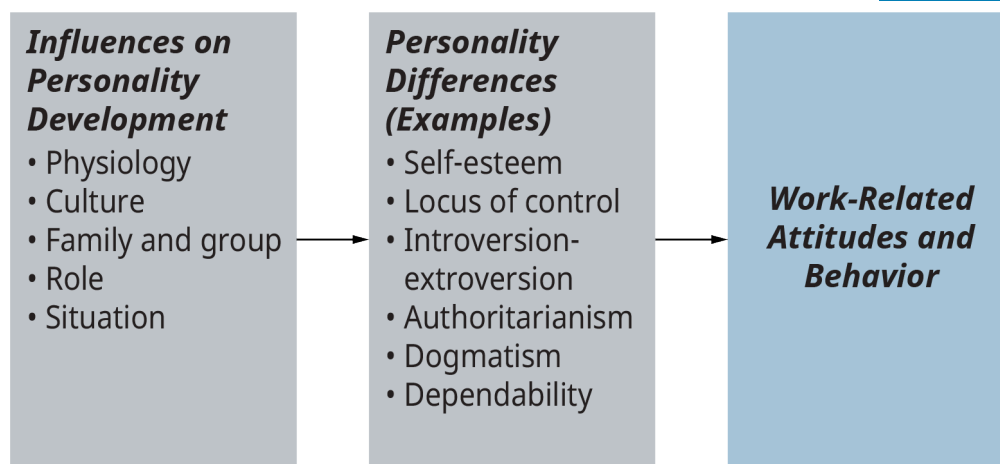 Influences on
Personality
Development
• Physiology
• Culture
• Family and group
• Role
• Situation
Personality
Differences
(Examples)
• Self-esteem
• Locus of control
• Introversion-
extroversion
• Authoritarianism
• Dogmatism
• Dependability
Work-Related
Attitudes and
Behavior